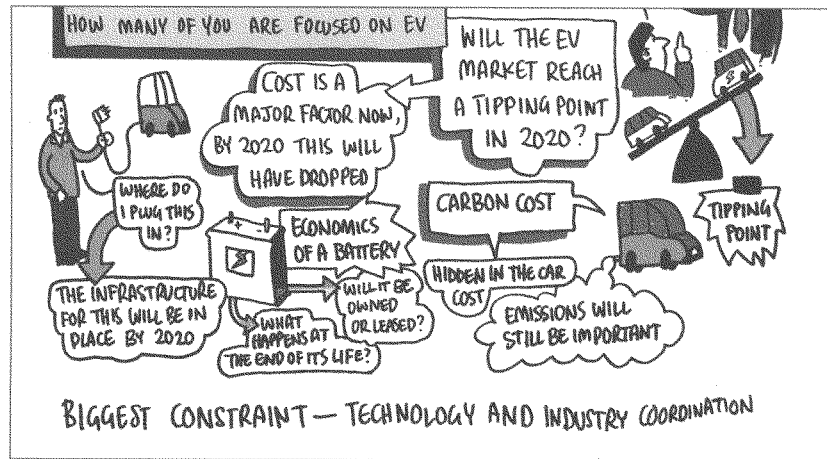 HOW MANY OF YOU ARE FOCUSED ON EV
WILL THE EV
MARKET REACH
A TIPPING POINT
IN 2020?
COST IS A
MAJOR FACTOR NOW,
BY 2020 THIS WILL
HAVE DROPPED
WHERE DO
I PLUG THIS
IN?
THE INFRASTRUCTURE
FOR THIS WILL BE IN
PLACE BY 2020
ECONOMICS
OF A BATTERY
WILL IT BE
OWNED
OR LEASED?
WHAT
HAPPENS AT
THE END OF ITS LIFE?
CARBON COST
HIDDEN IN THE CAR
COST
EMISSIONS WILL
STILL BE IMPORTANT
TIPPING
POINT
BIGGEST CONSTRAINT — TECHNOLOGY AND INDUSTRY COORDINATION